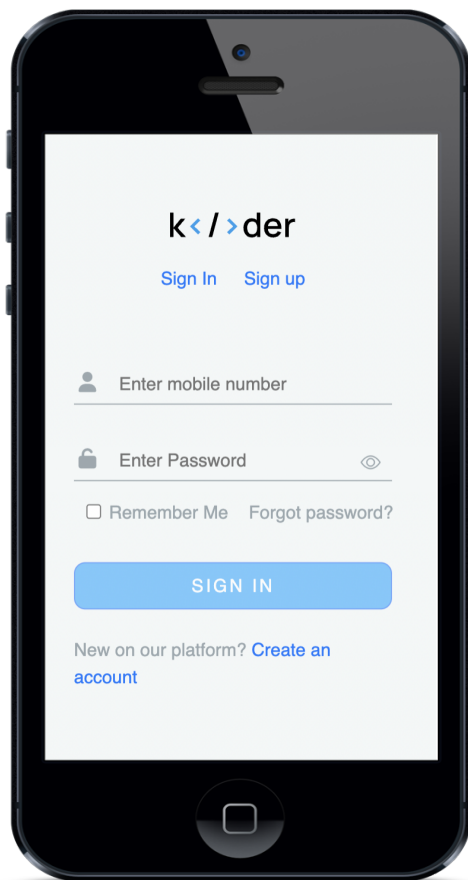 k</>der
Sign In Sign up
Enter mobile number
Enter Password
Remember Me Forgot password?
SIGN IN
New on our platform? Create an
account